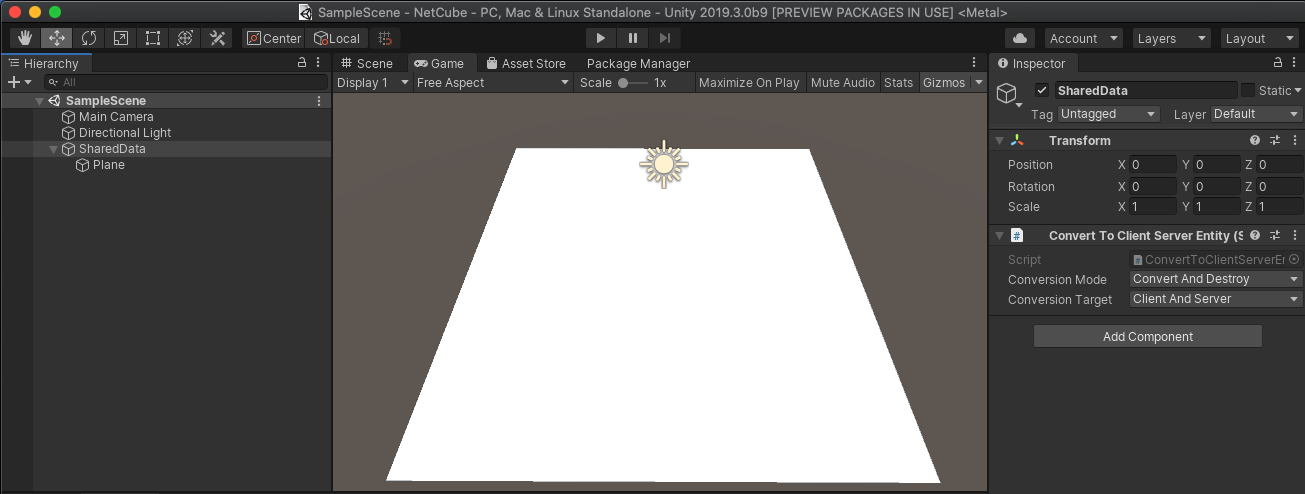 SampleScene - NetCube - PC, Mac & Linux Standalone - Unity 2019.3.0b9 [PREVIEW PACKAGES IN USE] <Metal>
Center Local Account Layers Layout
Hierarchy Scene Game Asset Store Package Manager Inspector
All Display 1 Free Aspect Scale 1x Maximize On Play Mute Audio Stats Gizmos SharedData Static
SampleScene
Main Camera Tag Untagged Layer Default
Directional Light
SharedData Transform
Plane Position X 0 Y 0 Z 0
Rotation X 0 Y 0 Z 0
Scale X 1 Y 1 Z 1
# Convert To Client Server Entity (S
Script ConvertToClientServerEr
Conversion Mode Convert And Destroy
Conversion Target Client And Server
Add Component